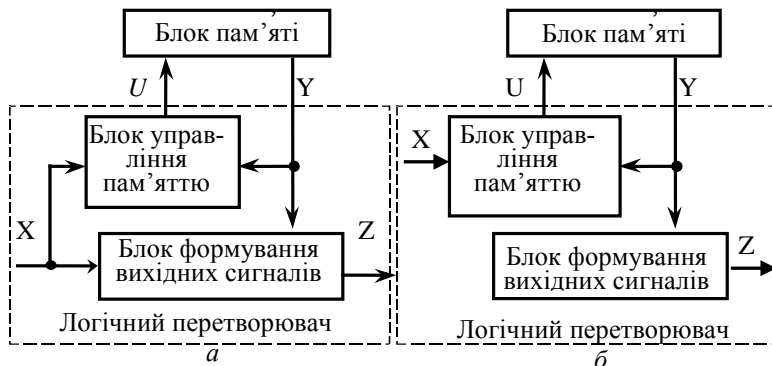 Блок пам’яті
U
Y
Блок управ-
ління
пам’яттю
X
Блок формування
вихідних сигналів
Z
Логічний перетворювач
а
Блок пам’яті
U
Y
X
Блок управ-
ління
пам’яттю
Блок формування
вихідних сигналів
Z
Логічний перетворювач
б